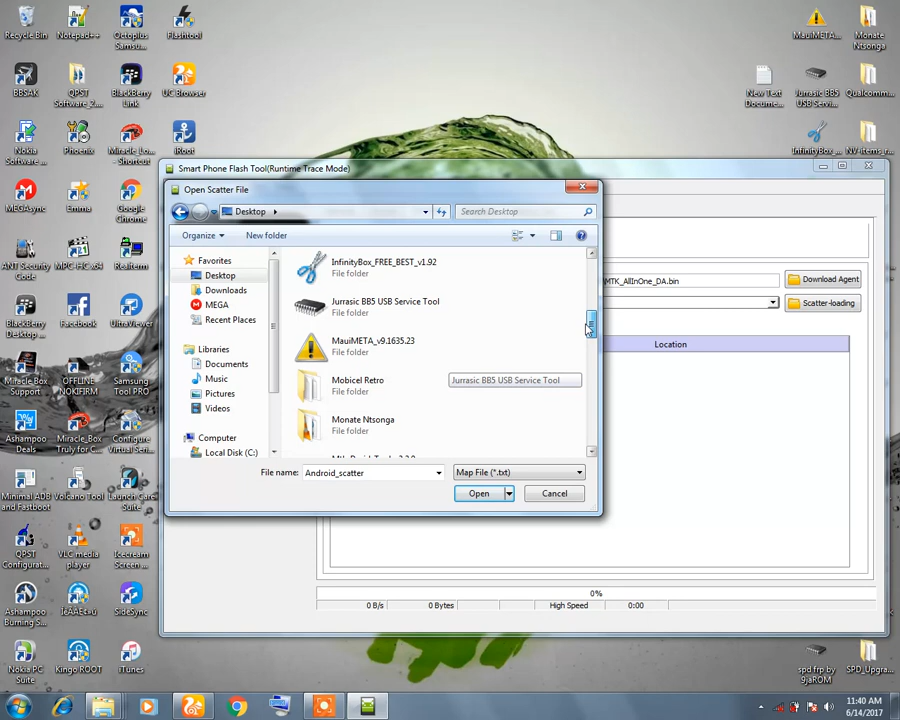 Recycle Bin
Notepad++
Octoplus
Samsu...
Flashtool
MauiMETA...
Monate
Ntsonga
BBSAK
QPST
Software_2...
BlackBerry
Link
UC Browser
New Text
Docume...
Jurrasic BB5
USB Servi...
Qualcomm...
Nokia
Software ...
Phoenix
Miracle_Lo...
- Shortcut
iRoot
InfinityBox_...
NV-items_r...
Smart Phone Flash Tool(Runtime Trace Mode)
Open Scatter File
MEGAsync
Emma
Google
Chrome
Desktop
Search Desktop
Organize
New folder
ANT Security
Code
MPC-HC x64
Realterm
Favorites
Desktop
Downloads
MEGA
Recent Places
Libraries
Documents
Music
Pictures
Videos
Computer
Local Disk (C:)
InfinityBox_FREE_BEST_v1.92
File folder
Jurrasic BB5 USB Service Tool
File folder
MauiMETA_v9.1635.23
File folder
Mobicel Retro
File folder
Jurrasic BB5 USB Service Tool
Monate Ntsonga
File folder
MTK_AllInOne_DA.bin
Download Agent
Scatter-loading
Location
BlackBerry
Desktop ...
Facebook
UltraViewer
Miracle Box
Support
OFFLINE
NOKIFIRM
Samsung
Tool PRO
Ashampoo
Deals
Miracle_Box
Truly for C...
Configure
Virtual Ser...
File name:
Android_scatter
Map File (*.txt)
Open
Cancel
Minimal ADB
and Fastboot
Volcano Tool
Launch Care
Suite
QPST
Configurat...
VLC media
player
Icecream
Screen ...
0%
0 B/s
0 Bytes
High Speed
0:00
Ashampoo
Burning S...
SideSync
Nokia PC
Suite
Kingo ROOT
iTunes
spd frp by
9jaROM
SPD_Upgra...
11:40 AM
6/14/2017